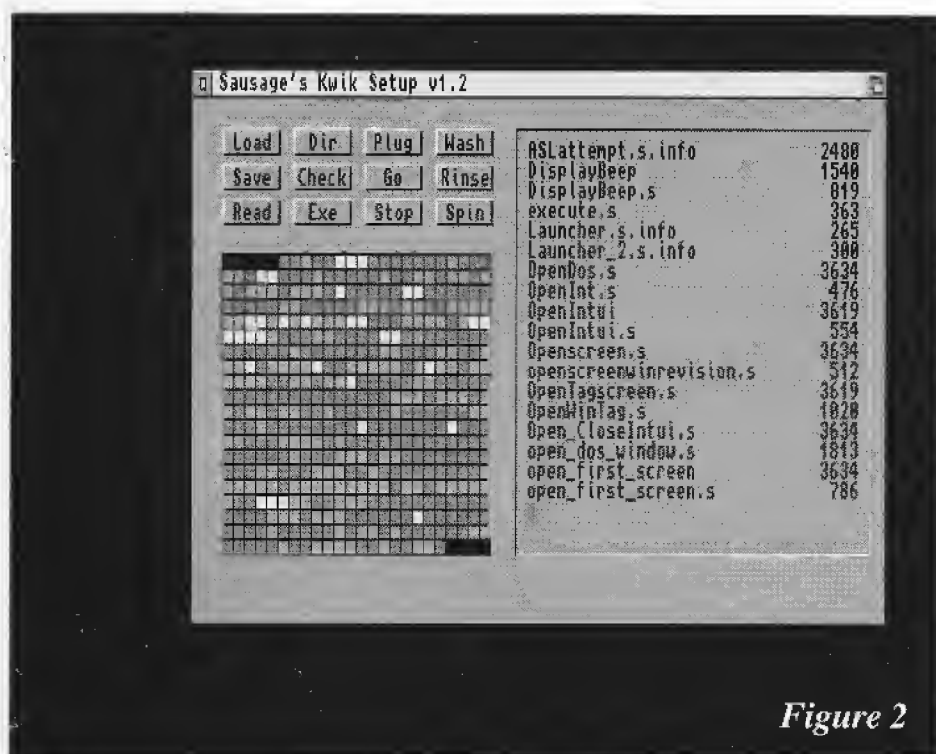 Sausage's Kwik Setup v1.2
Load Dir Plug Wash
Save Check Go Rinse
Read Exe Stop Spin
ASLattempt.s.info 2480
DisplayBeep 1540
DisplayBeep.s 819
execute.s 363
Launcher.s.info 265
Launcher_2.s.info 300
OpenDos.s 3634
OpenInt.s 476
OpenIntui 3619
OpenIntui.s 554
Openscreen.s 3634
openscreenwinrevision.s 512
OpenTagscreen.s 3619
OpenWinTag.s 1020
Open_CloseIntui.s 3634
open_dos_window.s 1813
open_first_screen 3634
open_first_screen.s 786
Figure 2